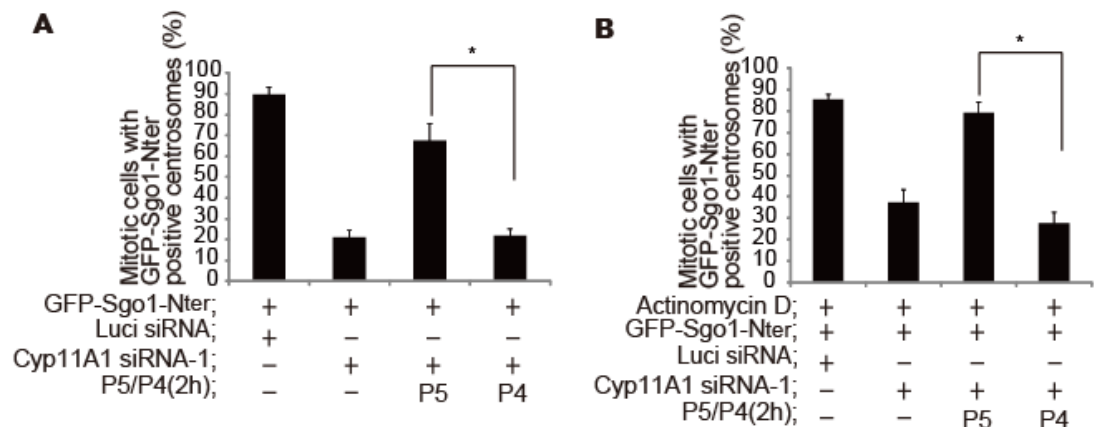 A
Mitotic cells with
GFP-Sgo1-Nter
positive centrosomes (%)
100
90
80
70
60
50
40
30
20
10
0
*
GFP-Sgo1-Nter; + + + +
Luci siRNA; + – – –
Cyp11A1 siRNA-1; – + + +
P5/P4(2h); – – P5 P4
B
Mitotic cells with
GFP-Sgo1-Nter
positive centrosomes (%)
100
90
80
70
60
50
40
30
20
10
0
*
Actinomycin D; + + + +
GFP-Sgo1-Nter; + + + +
Luci siRNA; + – – –
Cyp11A1 siRNA-1; – + + +
P5/P4(2h); – – P5 P4